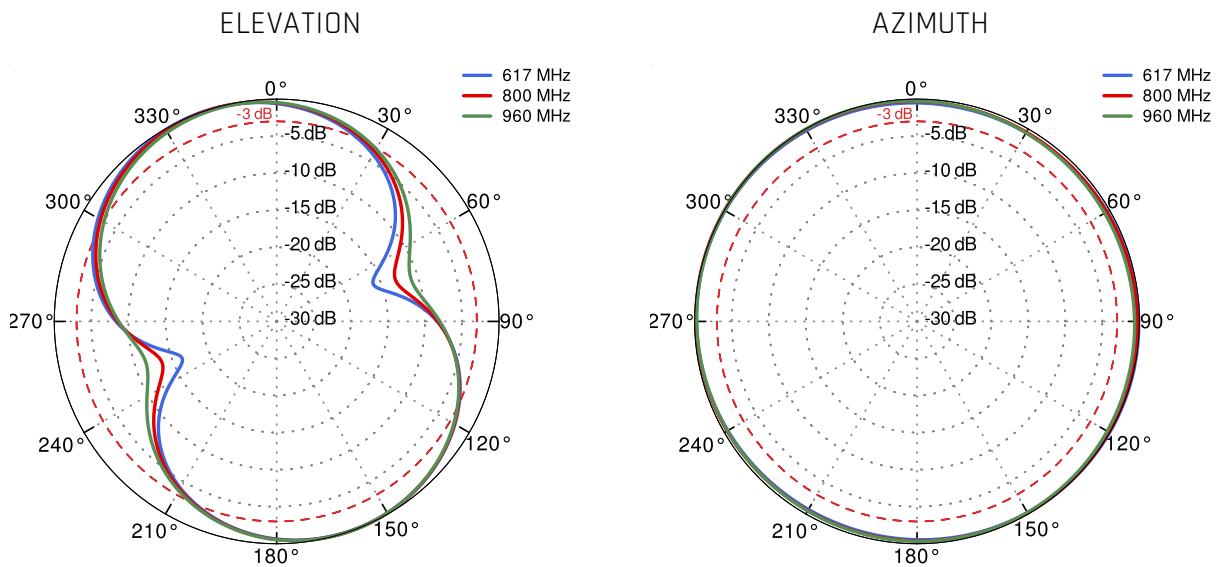 ELEVATION
617 MHz
800 MHz
960 MHz
0°
30°
60°
90°
120°
150°
180°
210°
240°
270°
300°
330°
-3 dB
-5 dB
-10 dB
-15 dB
-20 dB
-25 dB
-30 dB
AZIMUTH
617 MHz
800 MHz
960 MHz
0°
30°
60°
90°
120°
150°
180°
210°
240°
270°
300°
330°
-3 dB
-5 dB
-10 dB
-15 dB
-20 dB
-25 dB
-30 dB